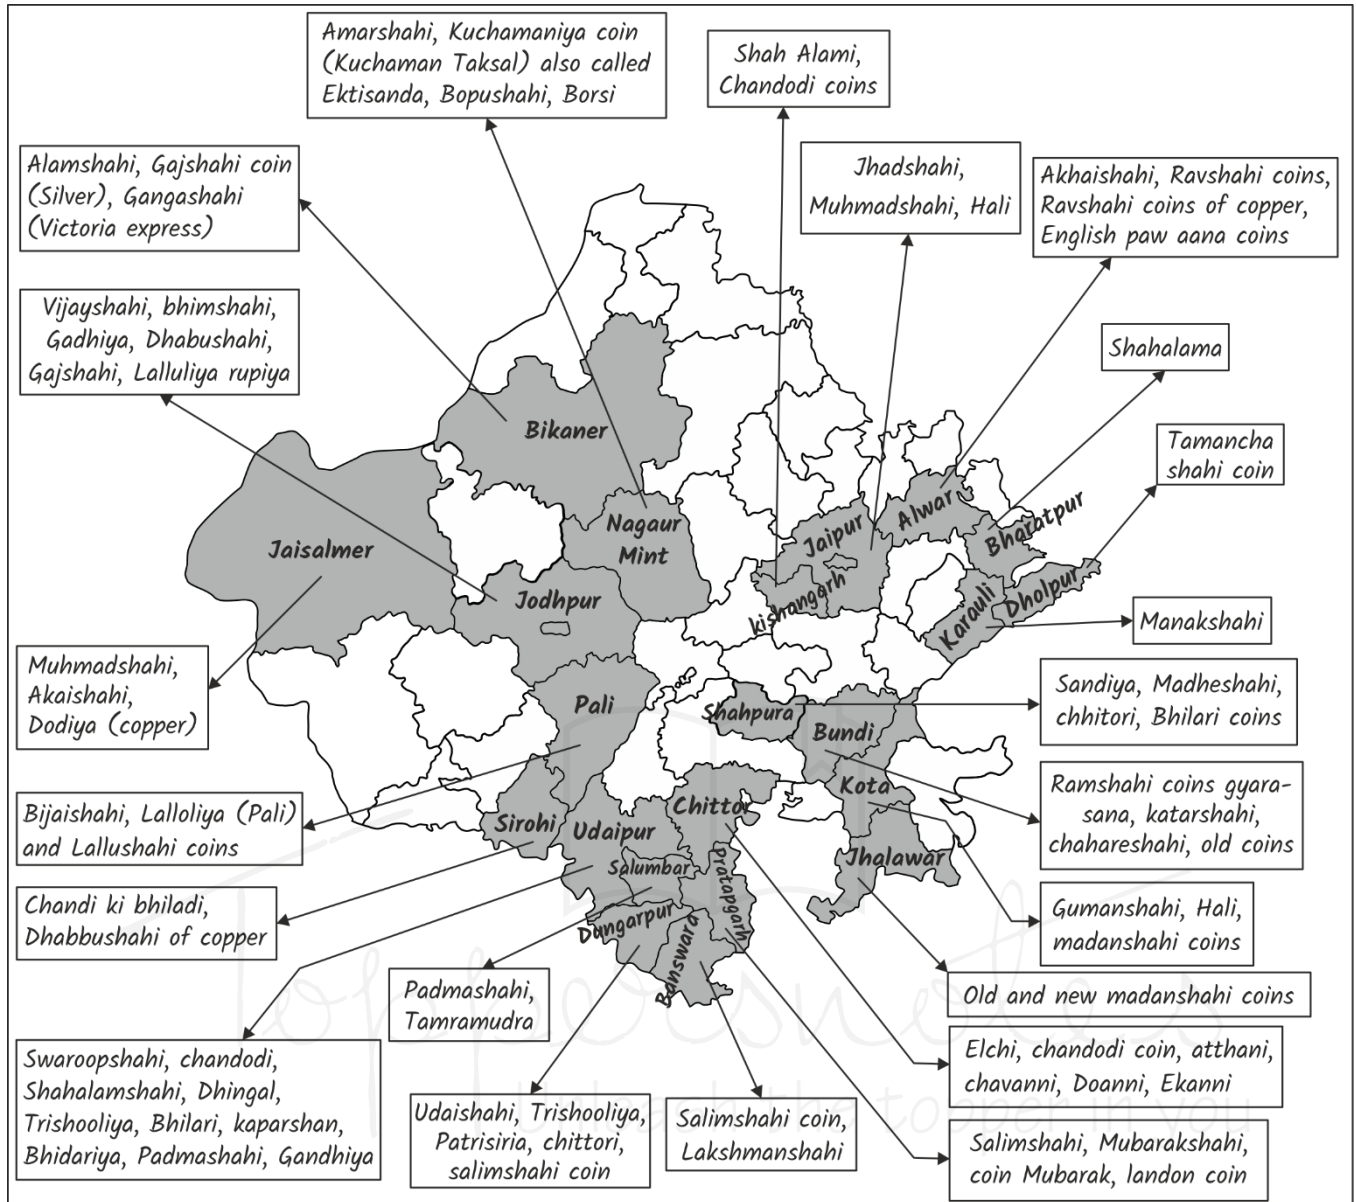 Amarshahi, Kuchamaniya coin
(Kuchaman Taksal) also called
Ektisanda, Bopushahi, Borsi
Shah Alami,
Chandodi coins
Alamshahi, Gajshahi coin
(Silver), Gangashahi
(Victoria express)
Jhadshahi,
Muhmadshahi, Hali
Akhaishahi, Ravshahi coins,
Ravshahi coins of copper,
English paw aana coins
Vijayshahi, bhimshahi,
Gadhiya, Dhabushahi,
Gajshahi, Lalluliya rupiya
Shahalama
Tamancha
shahi coin
Bikaner
Nagaur
Mint
Jaisalmer
Jodhpur
Jaipur
Alwar
Bharatpur
kishangarh
Karauli
Dholpur
Manakshahi
Muhmadshahi,
Akaishahi,
Dodiya (copper)
Pali
Shahpura
Bundi
Sandiya, Madheshahi,
chhitori, Bhilari coins
Kota
Ramshahi coins gyara-
sana, katarshahi,
chahareshahi, old coins
Bijaishahi, Lalloliya (Pali)
and Lallushahi coins
Sirohi
Udaipur
Chittor
Jhalawar
Salumbar
Pratapgarh
Dungarpur
Banswara
Chandi ki bhiladi,
Dhabbushahi of copper
Gumanshahi, Hali,
madanshahi coins
Padmashahi,
Tamramudra
Old and new madanshahi coins
Swaroopshahi, chandodi,
Shahalamshahi, Dhingal,
Trishooliya, Bhilari, kaparshan,
Bhidariya, Padmashahi, Gandhiya
Elchi, chandodi coin, atthani,
chavanni, Doanni, Ekanni
Udaishahi, Trishooliya,
Patrisiria, chittori,
salimshahi coin
Salimshahi coin,
Lakshmanshahi
Salimshahi, Mubarakshahi,
coin Mubarak, landon coin
Toppersnotes
Unleash the topper in you